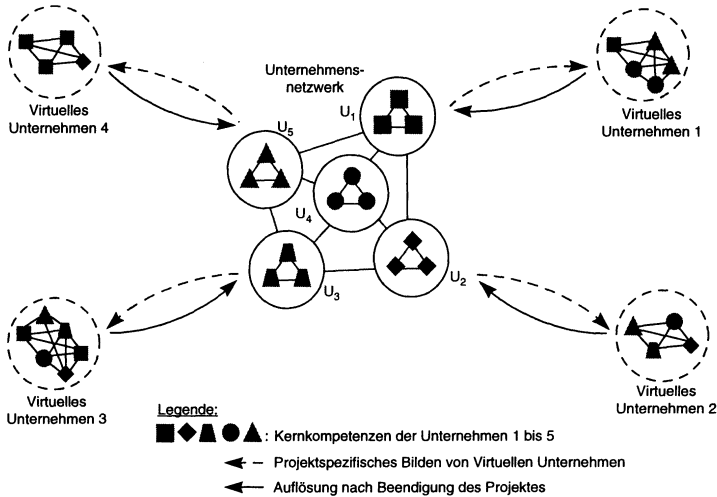 Unternehmens-
netzwerk
Virtuelles
Unternehmen 4
Virtuelles
Unternehmen 1
U1
U5
U4
U3
U2
Virtuelles
Unternehmen 3
Virtuelles
Unternehmen 2
Legende:
: Kernkompetenzen der Unternehmen 1 bis 5
Projektspezifisches Bilden von Virtuellen Unternehmen
Auflösung nach Beendigung des Projektes